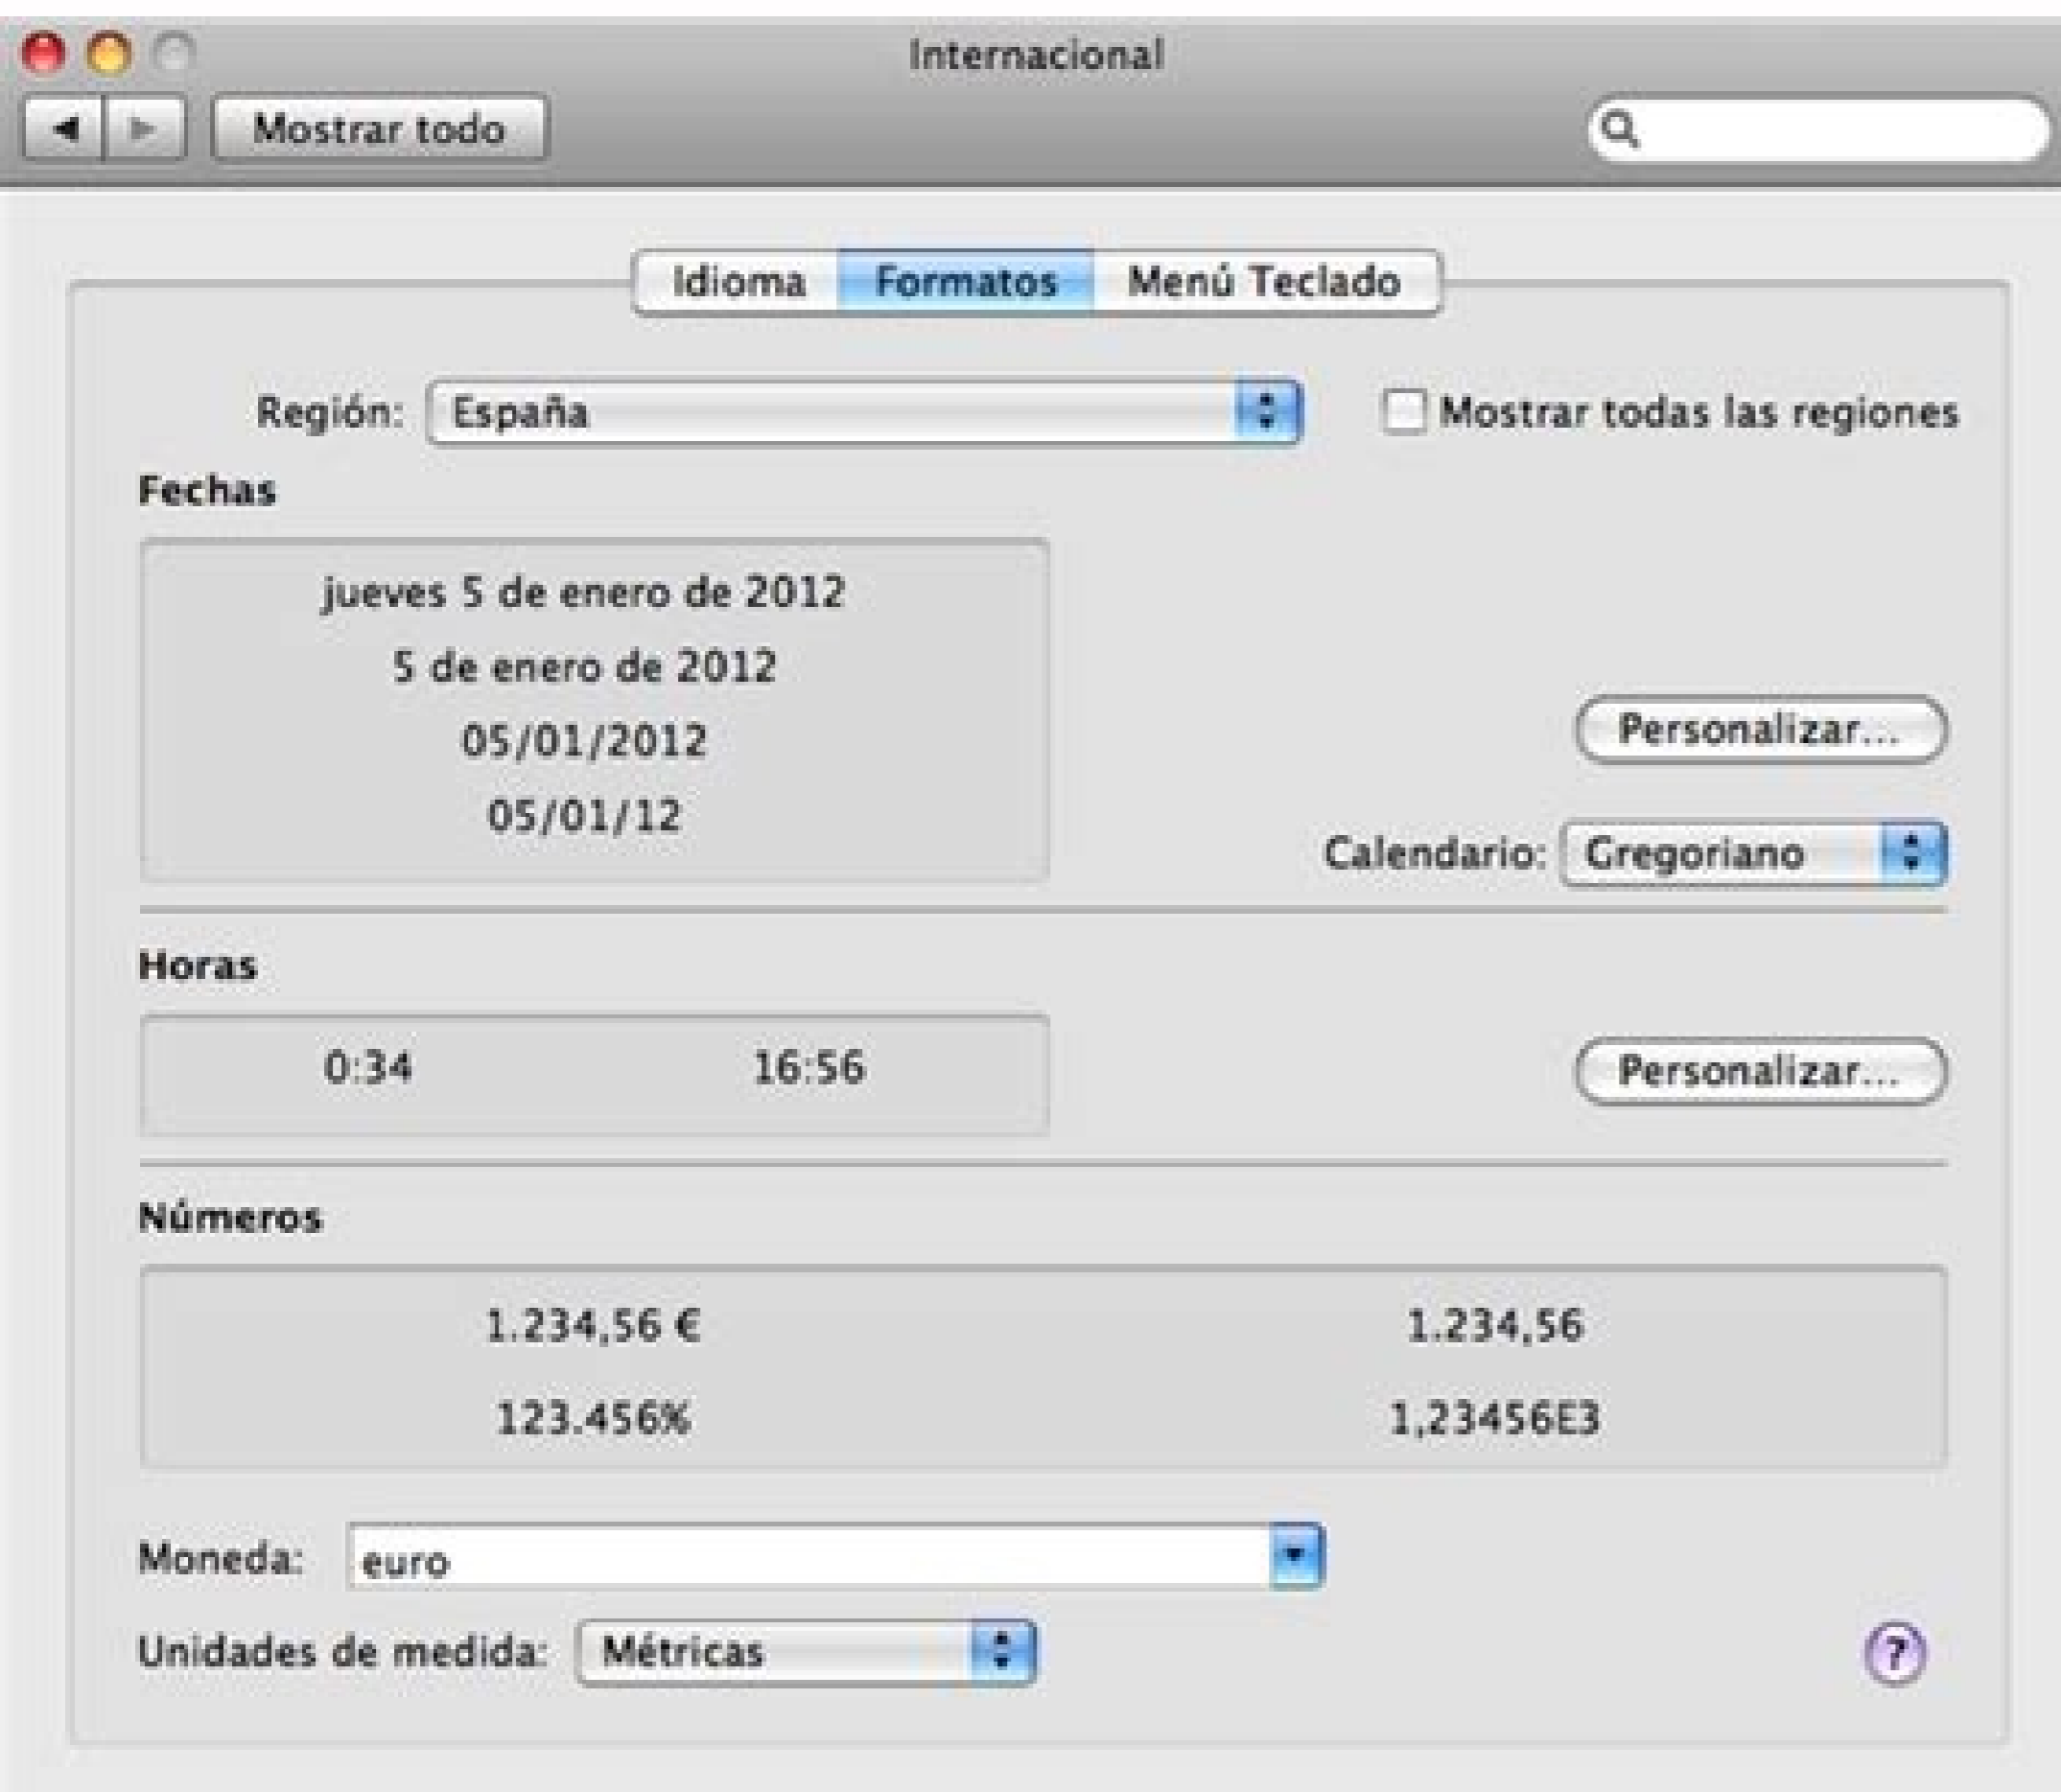 Internacional
Mostrar todo
Idioma Formatos Menú Teclado
Región: España Mostrar todas las regiones
Fechas
jueves 5 de enero de 2012
5 de enero de 2012
05/01/2012
05/01/12
Personalizar...
Calendario: Gregoriano
Horas
0:34 16:56
Personalizar...
Números
1.234,56 € 1.234,56
123.456% 1,23456E3
Moneda: euro
Unidades de medida: Métricas
?